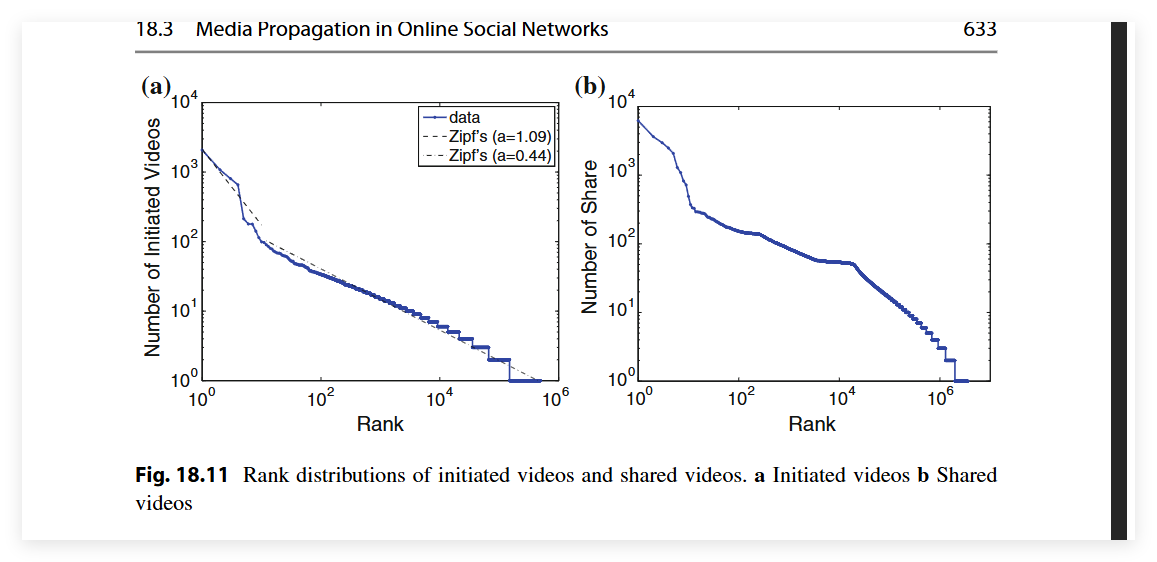 18.3 Media Propagation in Online Social Networks 633
(a)
10^4
10^3
10^2
10^1
10^0
Number of Initiated Videos
data
Zipf's (a=1.09)
Zipf's (a=0.44)
10^0 10^2 10^4 10^6
Rank
(b)
10^4
10^3
10^2
10^1
10^0
Number of Share
10^0 10^2 10^4 10^6
Rank
Fig. 18.11 Rank distributions of initiated videos and shared videos. a Initiated videos b Shared
videos